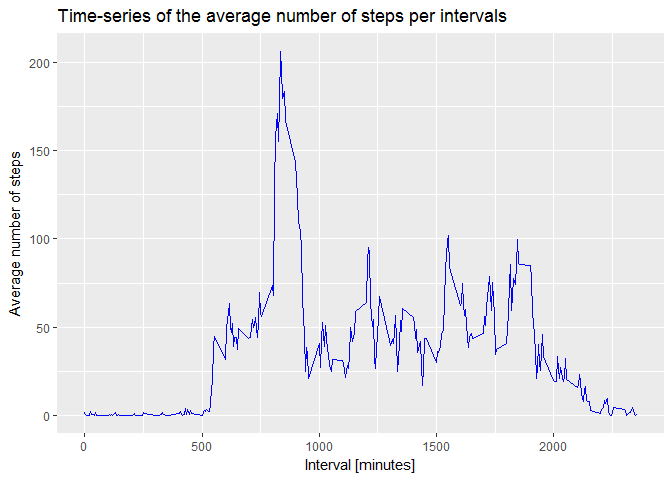 Time-series of the average number of steps per intervals
Average number of steps
200
150
100
50
0
0 500 1000 1500 2000
Interval [minutes]